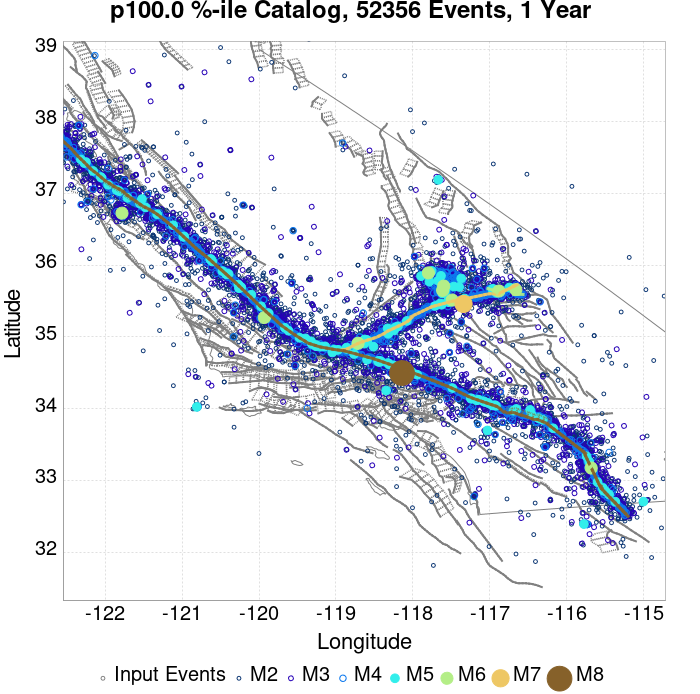 p100.0 %-ile Catalog, 52356 Events, 1 Year
39
38
37
36
35
34
33
32
Latitude
-122 -121 -120 -119 -118 -117 -116 -115
Longitude
Input Events M2 M3 M4 M5 M6 M7 M8